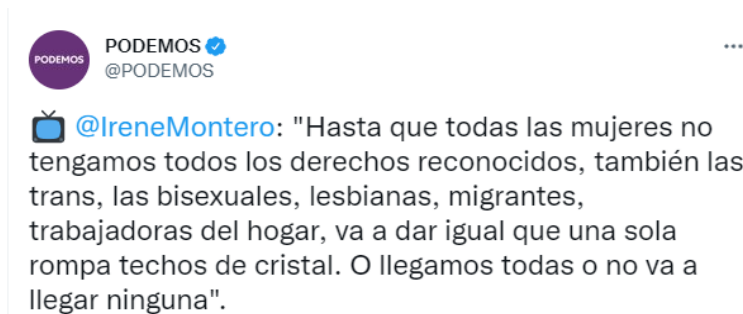 PODEMOS
PODEMOS
@PODEMOS
@IreneMontero: "Hasta que todas las mujeres no
tengamos todos los derechos reconocidos, también las
trans, las bisexuales, lesbianas, migrantes,
trabajadoras del hogar, va a dar igual que una sola
rompa techos de cristal. O llegamos todas o no va a
llegar ninguna".